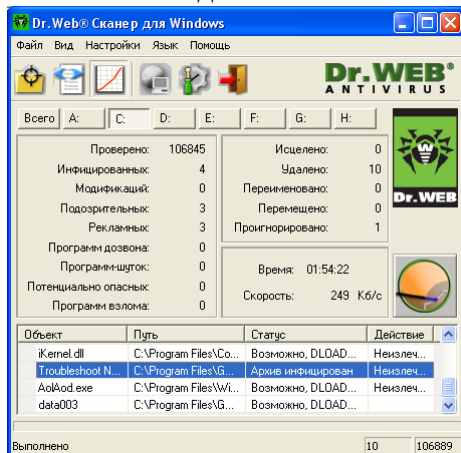 Dr.Web® Сканер для Windows
Файл Вид Настройки Язык Помощь
Dr.WEB®
ANTIVIRUS
Всего A: C: D: E: F: G: H:
Проверено: 106845
Инфицированных: 4
Модификаций: 0
Подозрительных: 3
Рекламных: 3
Программ дозвона: 0
Программ-шуток: 0
Потенциально опасных: 0
Программ взлома: 0
Исцелено: 0
Удалено: 10
Переименовано: 0
Перемещено: 0
Проигнорировано: 1
Время: 01:54:22
Скорость: 249 Кб/с
Dr.WEB
Объект Путь Статус Действие
iKernel.dll C:\Program Files\Co... Возможно, DLOAD... Неизлеч...
Troubleshoot N... C:\Program Files\G... Архив инфицирован Неизлеч...
AolAod.exe C:\Program Files\Wi... Возможно, DLOAD... Неизлеч...
data003 C:\Program Files\G... Возможно, DLOAD...
Выполнено 10 106889